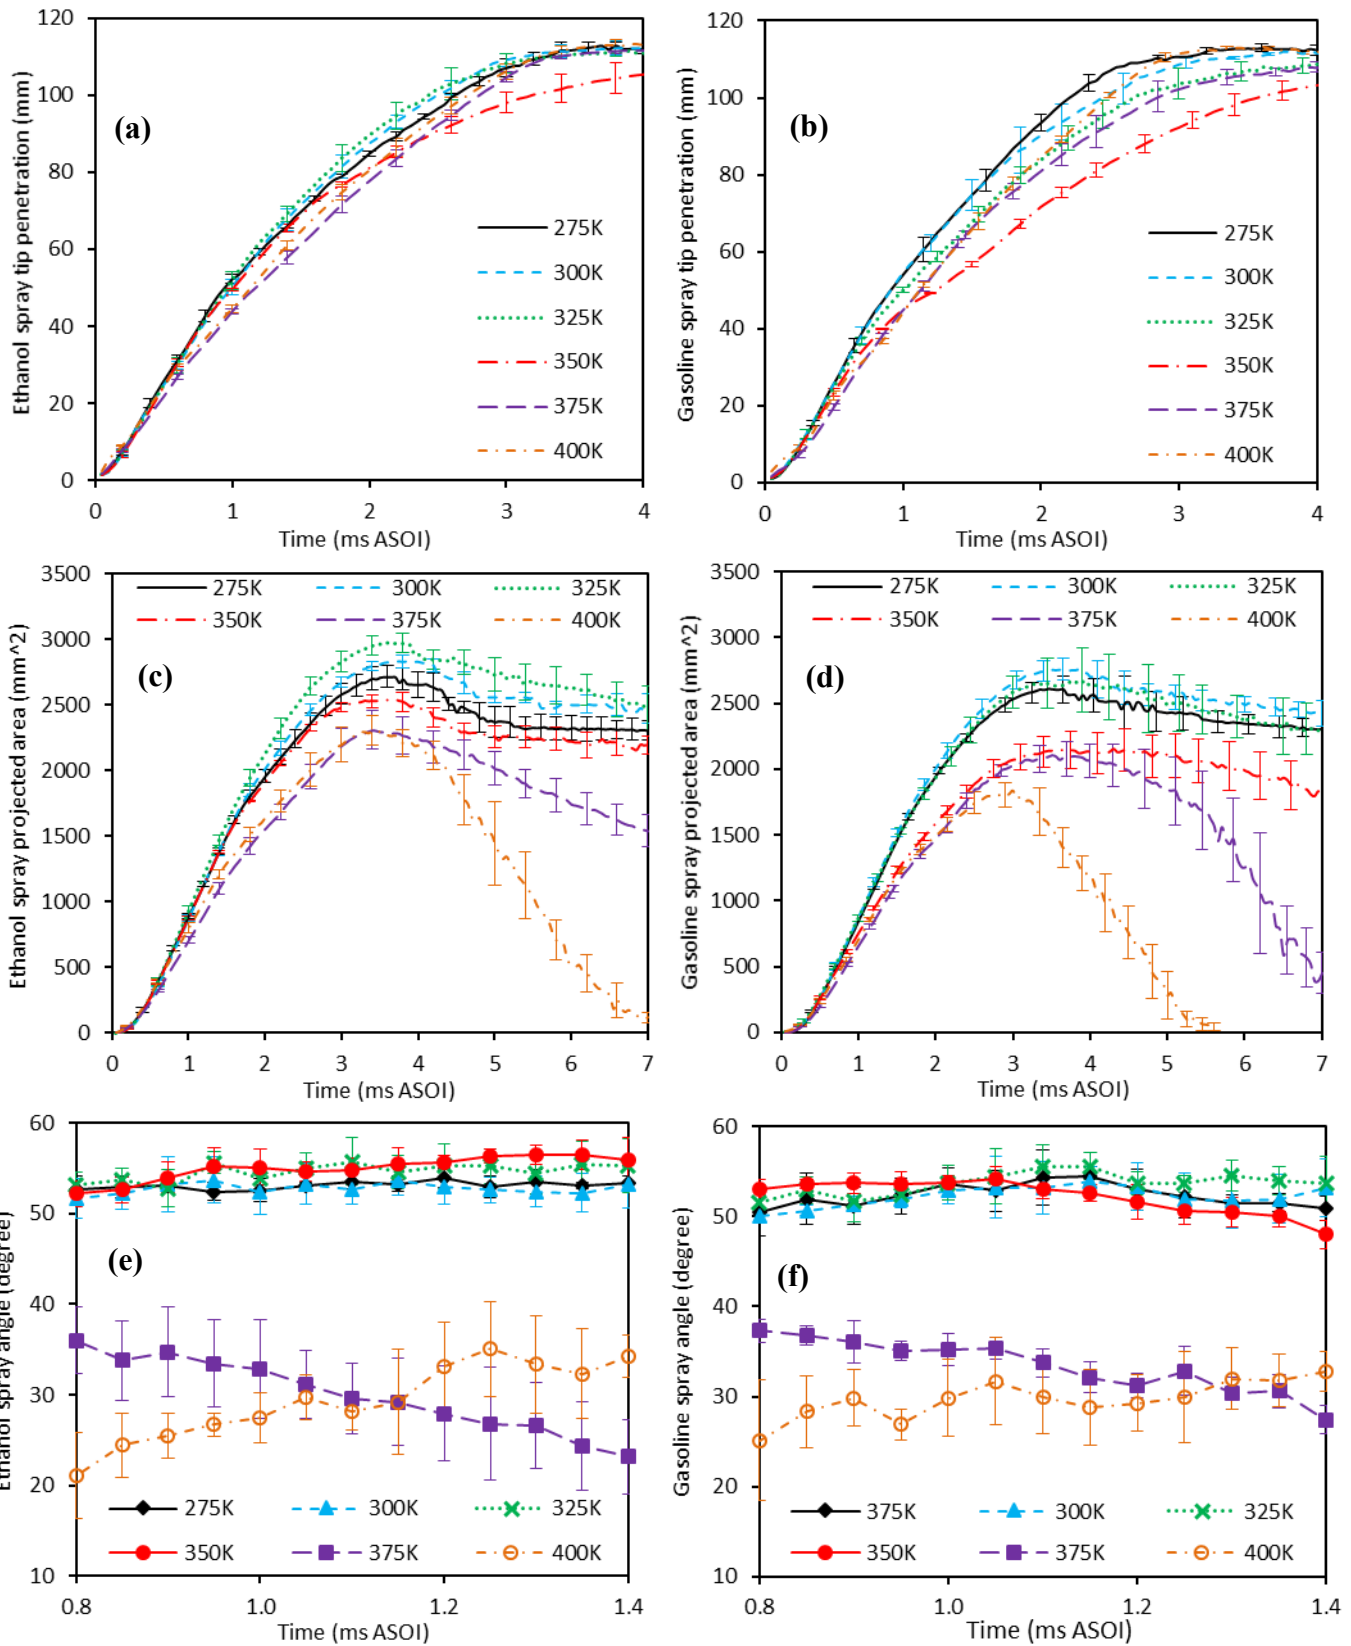 Ethanol spray tip penetration (mm)
120
100
80
60
40
20
0
(a)
275K
300K
325K
350K
375K
400K
0 1 2 3 4
Time (ms ASOI)
Gasoline spray tip penetration (mm)
120
100
80
60
40
20
0
(b)
275K
300K
325K
350K
375K
400K
0 1 2 3 4
Time (ms ASOI)
Ethanol spray projected area (mm^2)
3500
3000
2500
2000
1500
1000
500
0
275K 300K 325K
350K 375K 400K
(c)
0 1 2 3 4 5 6 7
Time (ms ASOI)
Gasoline spray projected area (mm^2)
3500
3000
2500
2000
1500
1000
500
0
275K 300K 325K
350K 375K 400K
(d)
0 1 2 3 4 5 6 7
Time (ms ASOI)
Ethanol spray angle (degree)
60
50
40
30
20
10
(e)
275K 300K 325K
350K 375K 400K
0.8 1.0 1.2 1.4
Time (ms ASOI)
Gasoline spray angle (degree)
60
50
40
30
20
10
(f)
375K 300K 325K
350K 375K 400K
0.8 1.0 1.2 1.4
Time (ms ASOI)